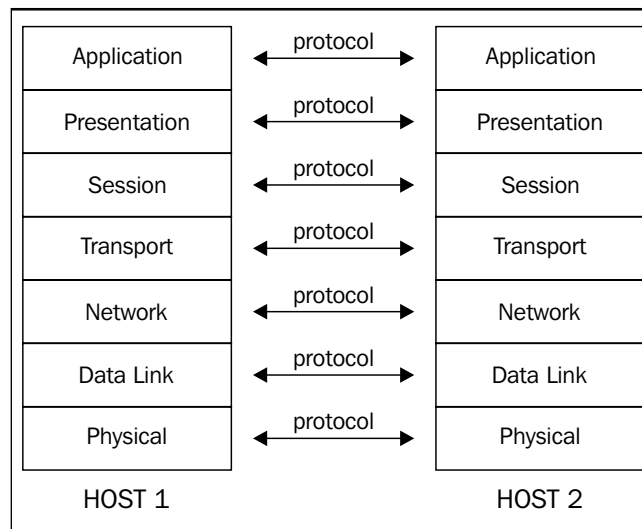 Application protocol Application
Presentation protocol Presentation
Session protocol Session
Transport protocol Transport
Network protocol Network
Data Link protocol Data Link
Physical protocol Physical
HOST 1 HOST 2